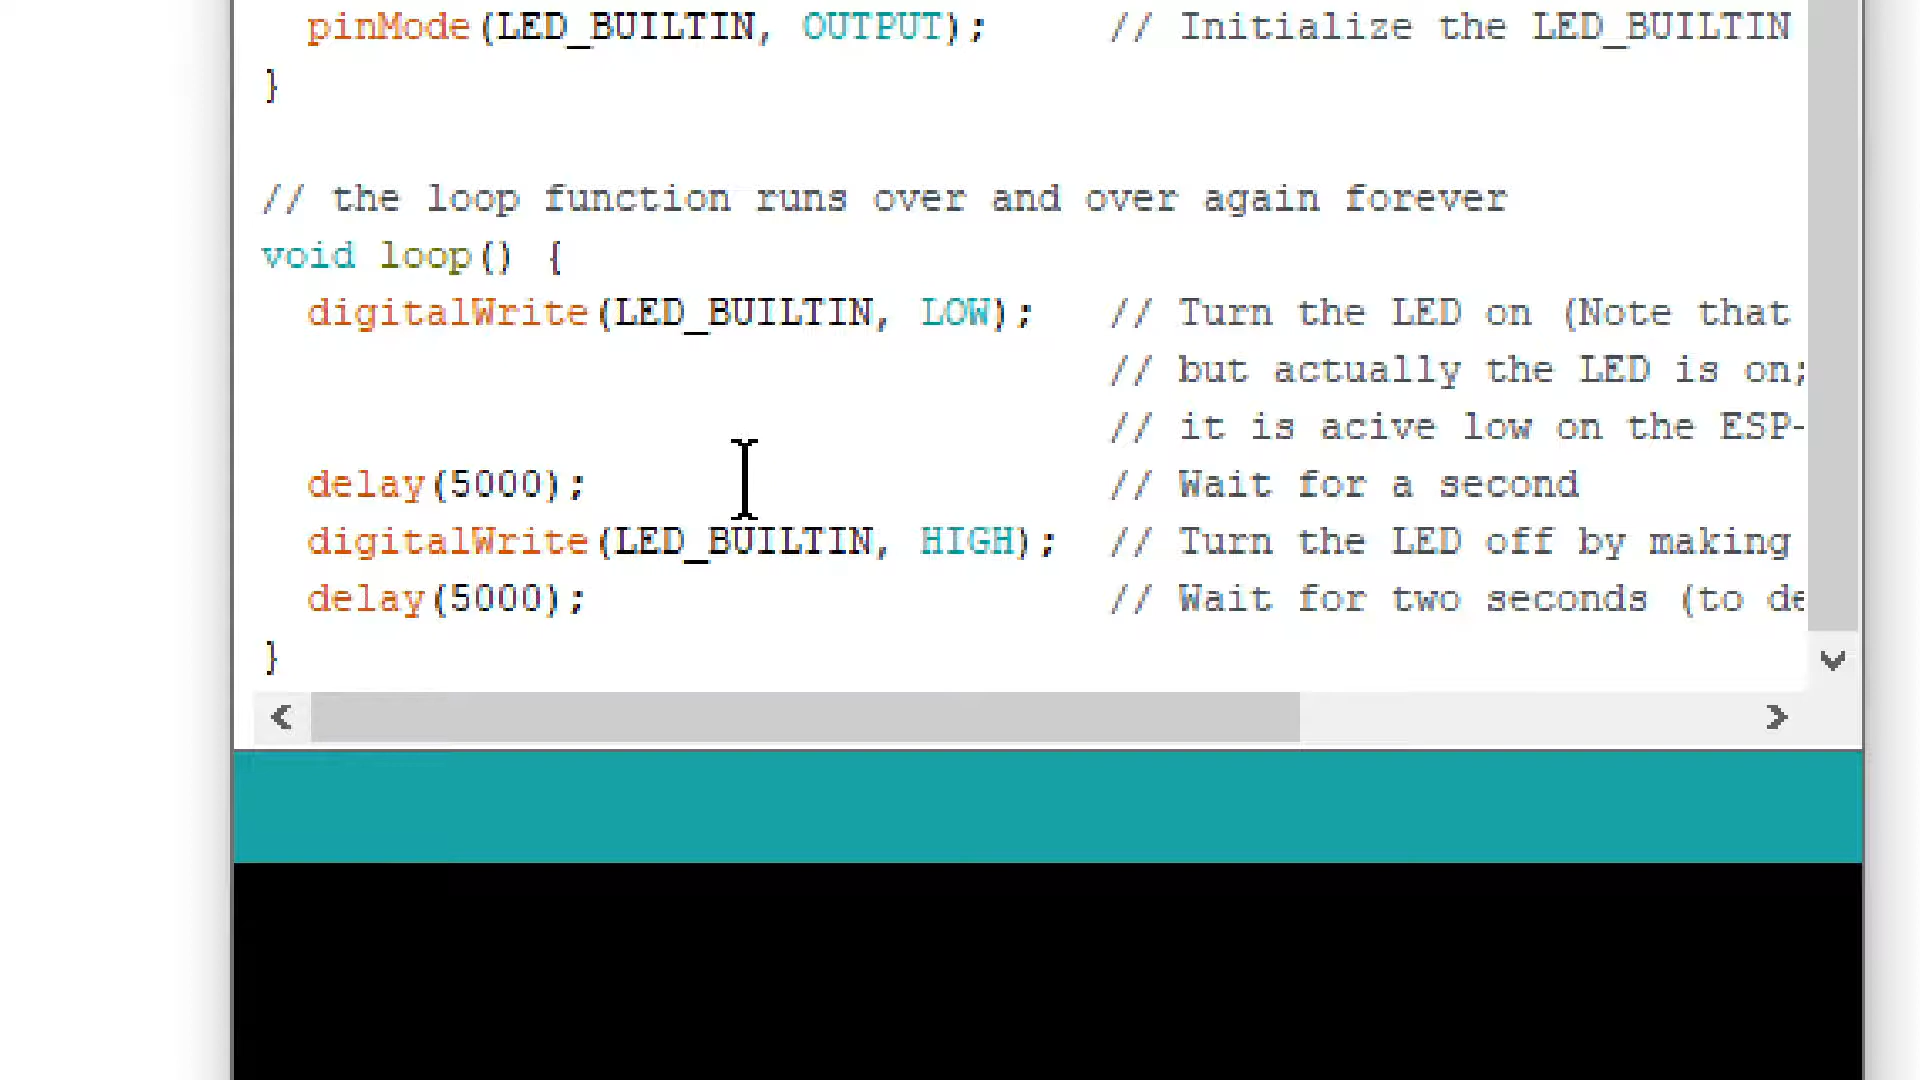 pinMode(LED_BUILTIN, OUTPUT);     // Initialize the LED_BUILTIN
}
// the loop function runs over and over again forever
void loop() {
digitalWrite(LED_BUILTIN, LOW);   // Turn the LED on (Note that
// but actually the LED is on;
// it is acive low on the ESP-
delay(5000);                      // Wait for a second
digitalWrite(LED_BUILTIN, HIGH);  // Turn the LED off by making
delay(5000);                      // Wait for two seconds (to de
}